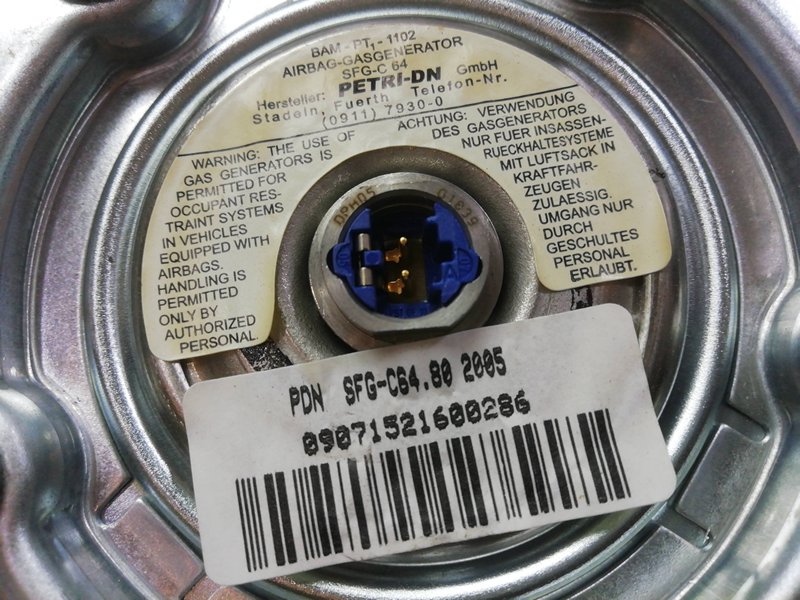 BAM - PT₁ - 1102
AIRBAG-GASGENERATOR
SFG-C 64
Hersteller: PETRI-DN GmbH
Stadeln, Fuerth Telefon-Nr.
(0911) 7930-0
WARNING: THE USE OF
GAS GENERATORS IS
PERMITTED FOR
OCCUPANT RES-
TRAINT SYSTEMS
IN VEHICLES
EQUIPPED WITH
AIRBAGS.
HANDLING IS
PERMITTED
ONLY BY
AUTHORIZED
PERSONAL.
ACHTUNG: VERWENDUNG
DES GASGENERATORS
NUR FUER INSASSEN-
RUECKHALTESYSTEME
MIT LUFTSACK IN
KRAFTFAHR-
ZEUGEN
ZULAESSIG.
UMGANG NUR
DURCH
GESCHULTES
PERSONAL
ERLAUBT.
PDN SFG-C64.80 2005
09071521600286